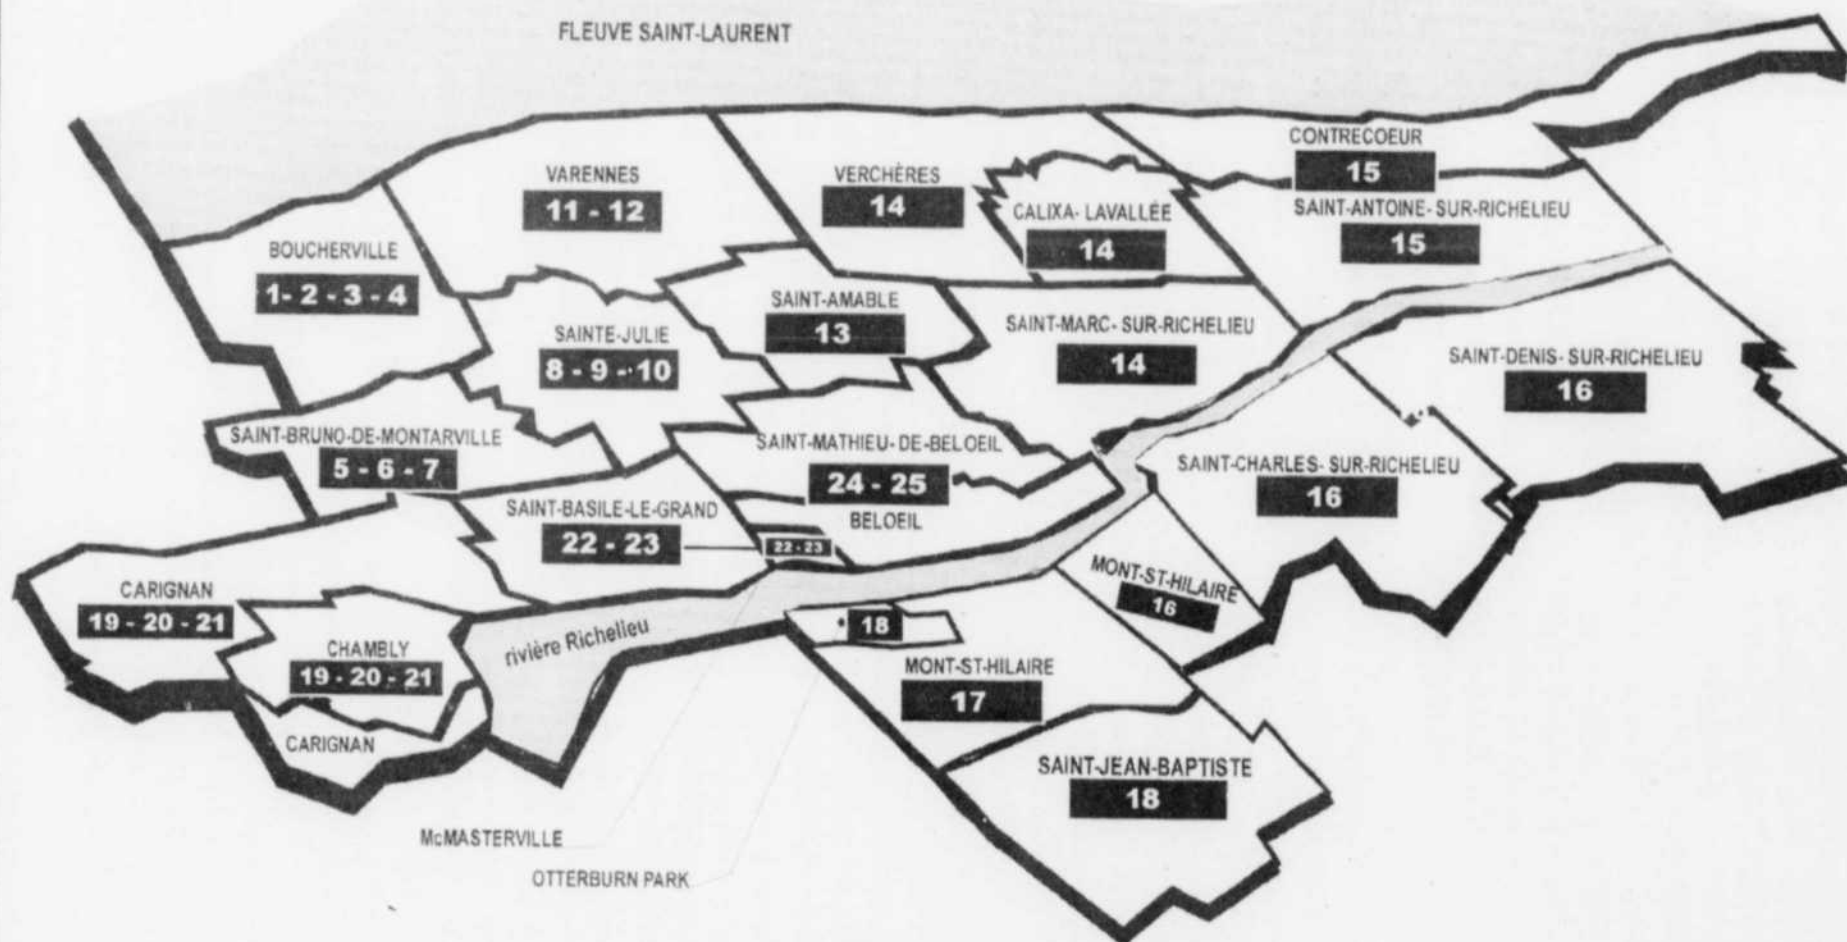 FLEUVE SAINT-LAURENT
CONTRECOEUR
15
VARENNES
11 - 12
VERCHÈRES
14
CALIXA- LAVALLÉE
14
SAINT-ANTOINE- SUR-RICHELIEU
15
BOUCHERVILLE
1- 2 - 3 - 4
SAINTE-JULIE
8 - 9 - 10
SAINT-AMABLE
13
SAINT-MARC- SUR-RICHELIEU
14
SAINT-DENIS- SUR-RICHELIEU
16
SAINT-BRUNO-DE-MONTARVILLE
5 - 6 - 7
SAINT-MATHIEU- DE-BELOEIL
24 - 25
BELOEIL
SAINT-CHARLES- SUR-RICHELIEU
16
SAINT-BASILE-LE-GRAND
22 - 23
22 - 23
MONT-ST-HILAIRE
16
CARIGNAN
19 - 20 - 21
CHAMBLY
19 - 20 - 21
CARIGNAN
rivière Richelieu
18
MONT-ST-HILAIRE
17
SAINT-JEAN-BAPTISTE
18
McMASTERVILLE
OTTERBURN PARK